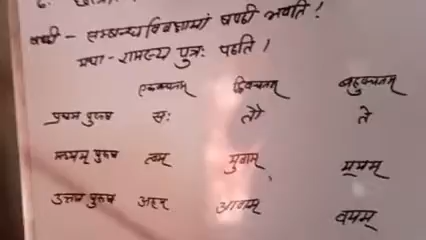 षष्ठी - सम्बन्धविवक्षायां षष्ठी भवति!
यथा - रामस्य पुत्रः पठति।
एकवचनम् द्विवचनम् बहुवचनम्
प्रथम पुरुष सः तौ ते
मध्यम पुरुष त्वम् युवाम् यूयम्
उत्तम पुरुष अहम् आवाम् वयम्